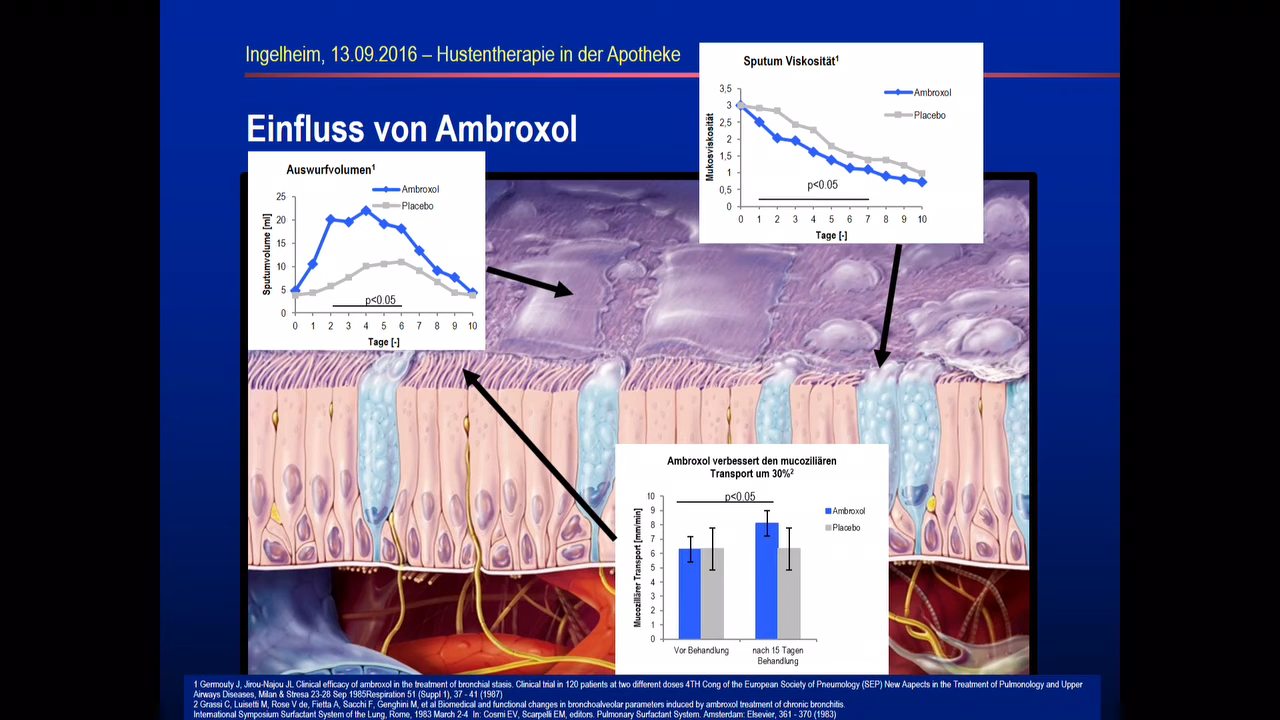 Ingelheim, 13.09.2016 – Hustentherapie in der Apotheke
Einfluss von Ambroxol
Auswurfvolumen¹
Ambroxol
Placebo
Sputumvolume [ml]
25
20
15
10
5
0
p<0.05
0 1 2 3 4 5 6 7 8 9 10
Tage [-]
Sputum Viskosität¹
Ambroxol
Placebo
Mukosviskosität
3,5
3
2,5
2
1,5
1
0,5
0
p<0.05
0 1 2 3 4 5 6 7 8 9 10
Tage [-]
Ambroxol verbessert den mucoziliären
Transport um 30%²
p<0.05
Ambroxol
Placebo
Mucoziliärer Transport [mm/min]
10
9
8
7
6
5
4
3
2
1
0
Vor Behandlung
nach 15 Tagen
Behandlung
1 Germouty J, Jirou-Najou JL Clinical efficacy of ambroxol in the treatment of bronchial stasis. Clinical trial in 120 patients at two different doses 4TH Cong of the European Society of Pneumology (SEP) New Aapects in the Treatment of Pulmonology and Upper
Airways Diseases, Milan & Stresa 23-28 Sep 1985Respiration 51 (Suppl 1), 37 - 41 (1987)
2 Grassi C, Luisetti M, Rose V de, Fietta A, Sacchi F, Genghini M, et al Biomedical and functional changes in bronchoalveolar parameters induced by ambroxol treatment of chronic bronchitis.
International Symposium Surfactant System of the Lung, Rome, 1983 March 2-4 In: Cosmi EV, Scarpelli EM, editors. Pulmonary Surfactant System. Amsterdam: Elsevier, 361 - 370 (1983)